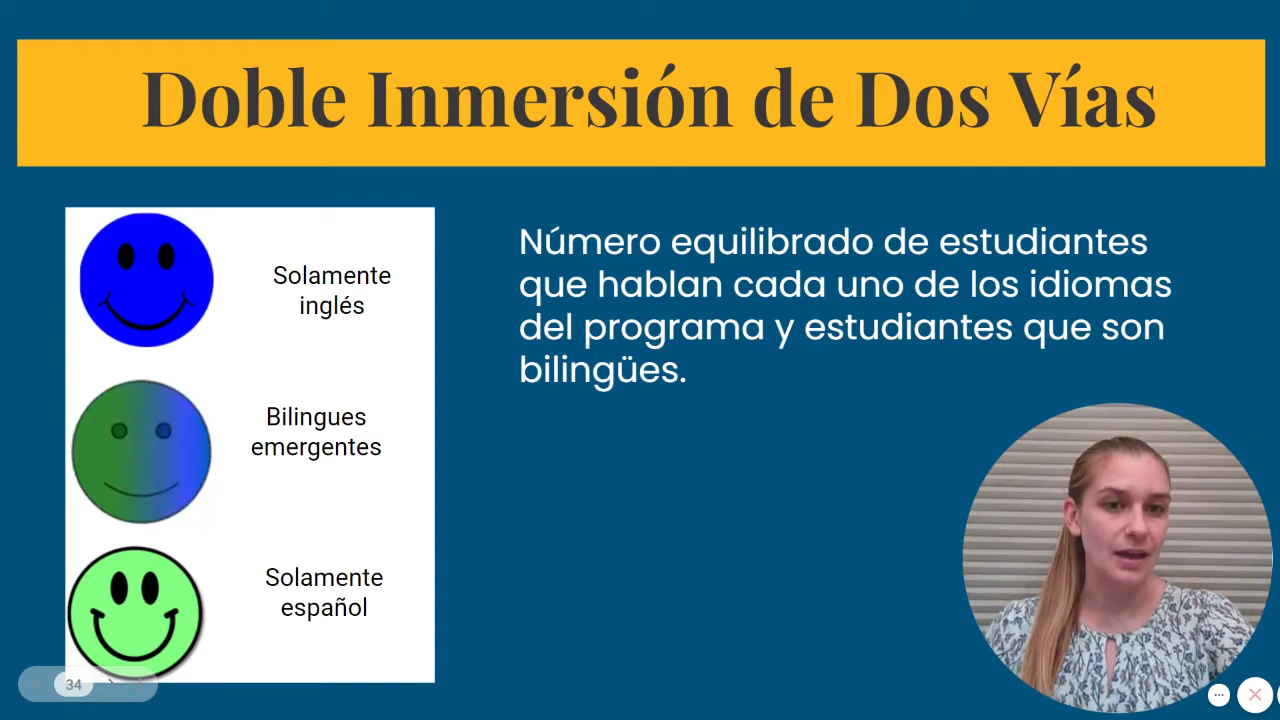 Doble Inmersión de Dos Vías
Solamente
inglés
Bilingues
emergentes
Solamente
español
Número equilibrado de estudiantes
que hablan cada uno de los idiomas
del programa y estudiantes que son
bilingües.
34